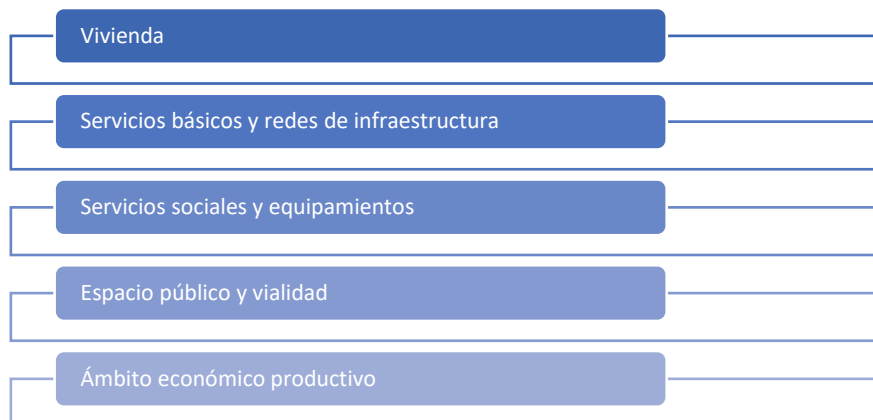 Vivienda
Servicios básicos y redes de infraestructura
Servicios sociales y equipamientos
Espacio público y vialidad
Ámbito económico productivo